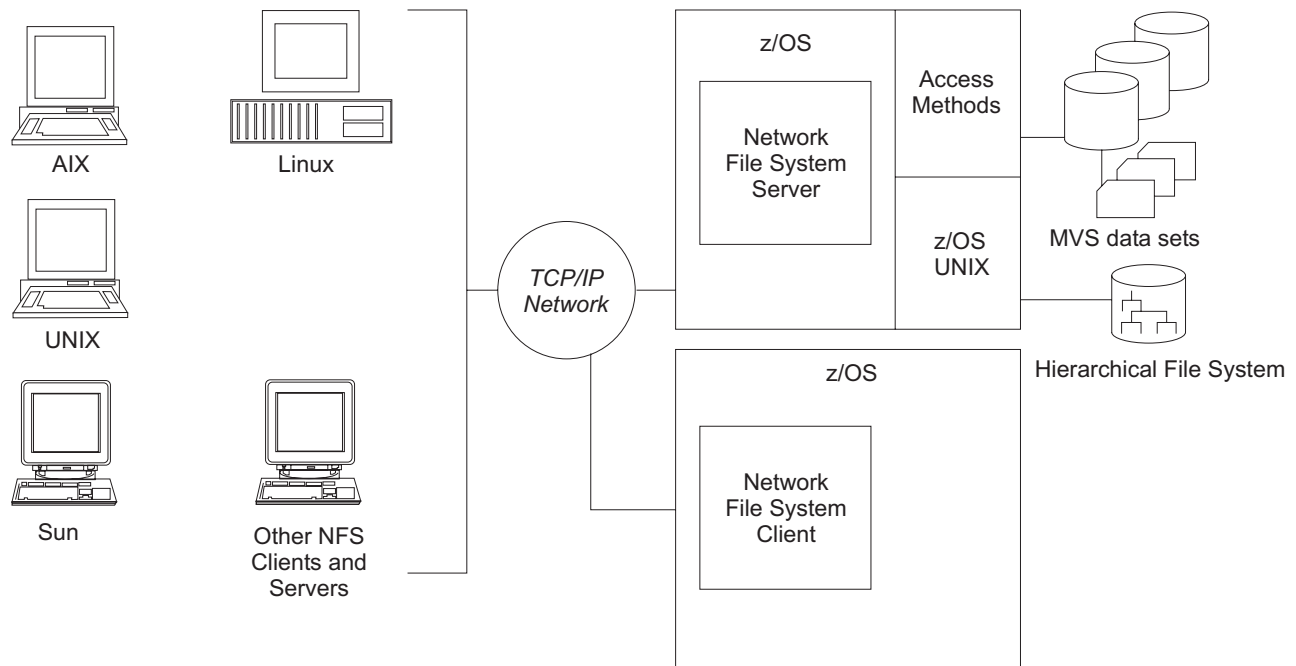 AIX
Linux
UNIX
Sun
Other NFS
Clients and
Servers
TCP/IP
Network
z/OS
Network
File System
Server
Access
Methods
z/OS
UNIX
MVS data sets
Hierarchical File System
z/OS
Network
File System
Client